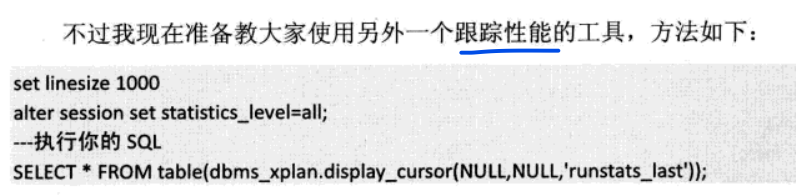 不过我现在准备教大家使用另外一个跟踪性能的工具，方法如下：
set linesize 1000
alter session set statistics_level=all;
---执行你的 SQL
SELECT * FROM table(dbms_xplan.display_cursor(NULL,NULL,'runstats_last'));